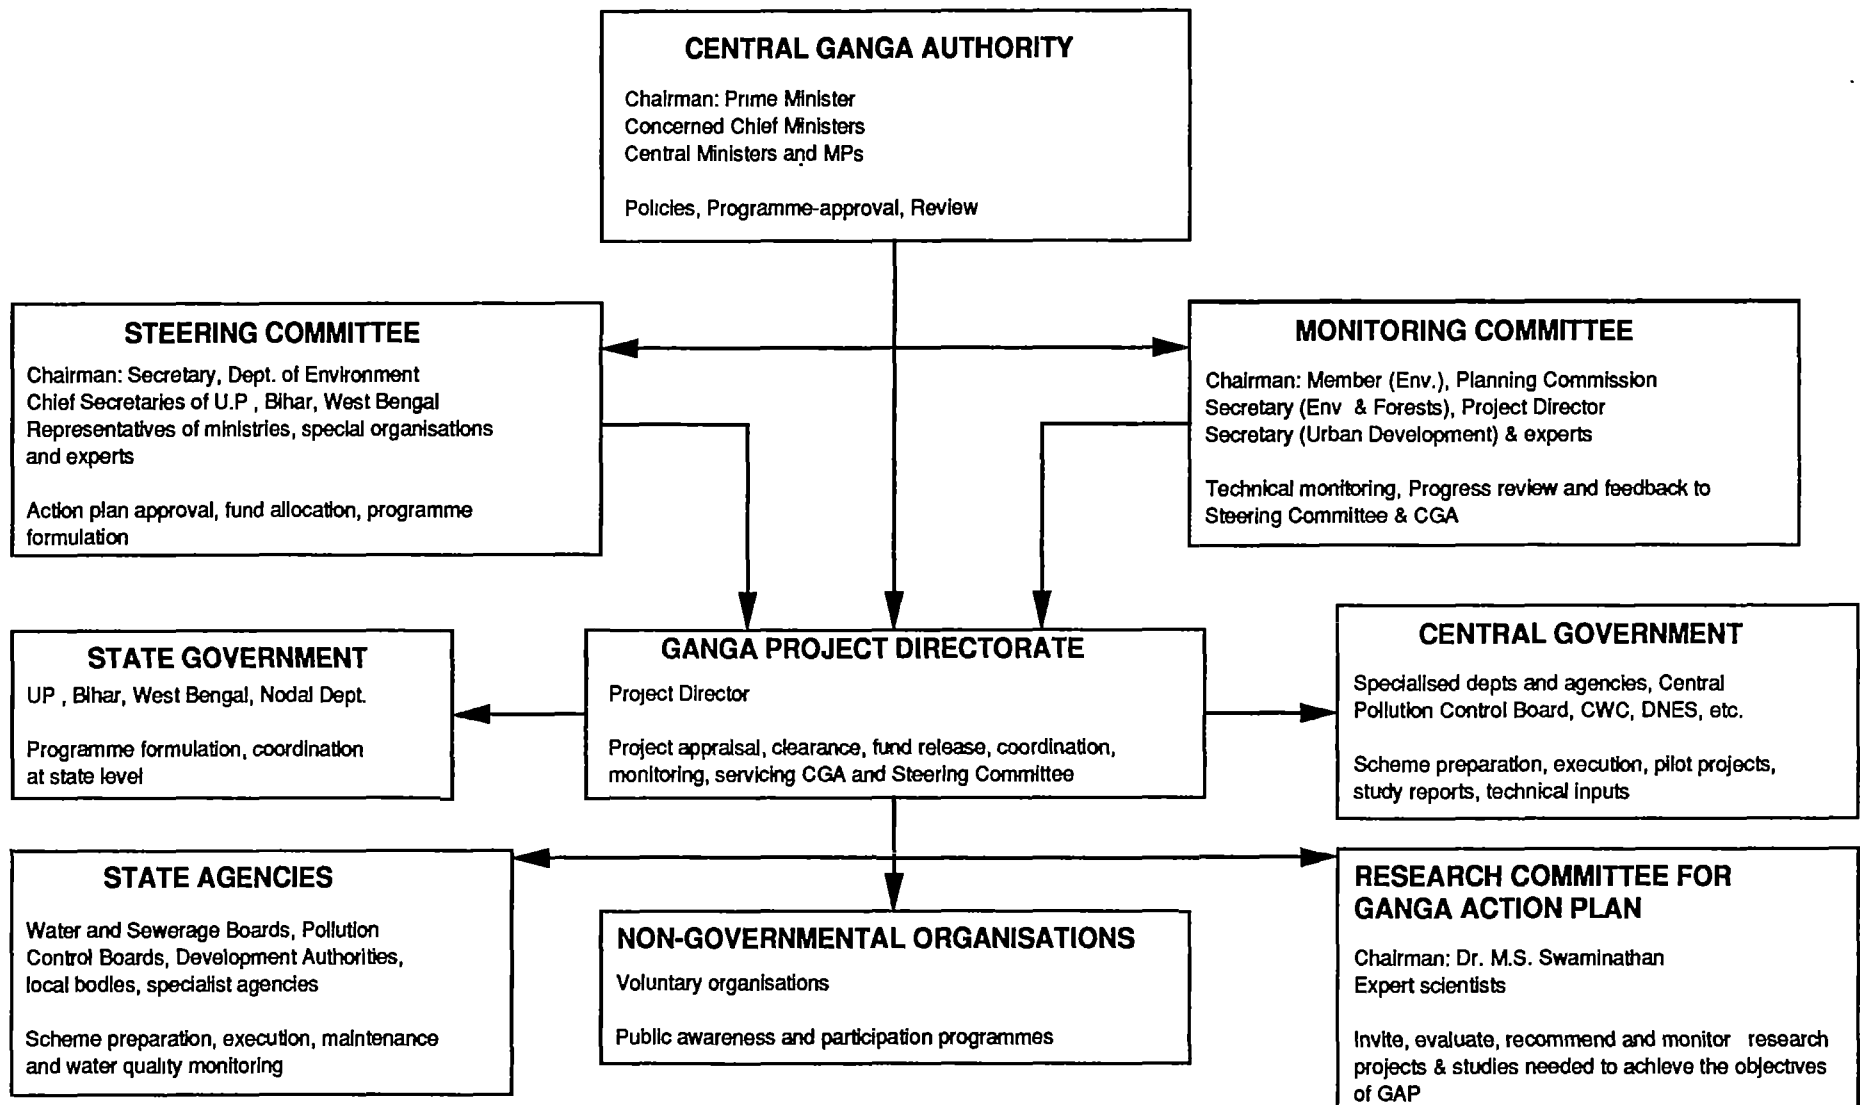 CENTRAL GANGA AUTHORITY
Chairman: Prime Minister
Concerned Chief Ministers
Central Ministers and MPs
Policies, Programme-approval, Review
STEERING COMMITTEE
Chairman: Secretary, Dept. of Environment
Chief Secretaries of U.P , Bihar, West Bengal
Representatives of ministries, special organisations
and experts
Action plan approval, fund allocation, programme
formulation
MONITORING COMMITTEE
Chairman: Member (Env.), Planning Commission
Secretary (Env & Forests), Project Director
Secretary (Urban Development) & experts
Technical monitoring, Progress review and feedback to
Steering Committee & CGA
STATE GOVERNMENT
UP , Bihar, West Bengal, Nodal Dept.
Programme formulation, coordination
at state level
GANGA PROJECT DIRECTORATE
Project Director
Project appraisal, clearance, fund release, coordination,
monitoring, servicing CGA and Steering Committee
CENTRAL GOVERNMENT
Specialised depts and agencies, Central
Pollution Control Board, CWC, DNES, etc.
Scheme preparation, execution, pilot projects,
study reports, technical inputs
STATE AGENCIES
Water and Sewerage Boards, Pollution
Control Boards, Development Authorities,
local bodies, specialist agencies
Scheme preparation, execution, maintenance
and water quality monitoring
NON-GOVERNMENTAL ORGANISATIONS
Voluntary organisations
Public awareness and participation programmes
RESEARCH COMMITTEE FOR
GANGA ACTION PLAN
Chairman: Dr. M.S. Swaminathan
Expert scientists
Invite, evaluate, recommend and monitor research
projects & studies needed to achieve the objectives
of GAP